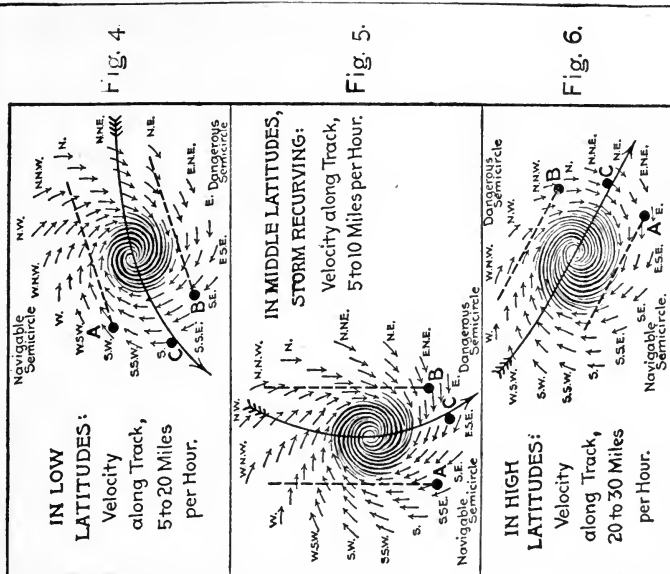 Fig. 4
Navigable
Semicircle
W.
W.N.W.
N.W.
N.N.W.
N.
N.N.E.
N.E.
E.N.E.
Dangerous
Semicircle
E.
E.S.E.
S.E.
S.S.E.
S.
S.S.W.
S.W.
W.S.W.
A
B
C
IN LOW
LATITUDES:
Velocity
along Track,
5 to 20 Miles
per Hour.
Fig. 5.
IN MIDDLE LATITUDES,
STORM RECURVING:
Velocity along Track,
5 to 10 Miles per Hour.
N.W.
N.N.W.
N.
N.N.E.
N.E.
E.N.E.
E.
Dangerous
Semicircle
E.S.E.
S.E.
S.S.E.
Navigable
Semicircle
S.
S.S.W.
S.W.
W.S.W.
W.
W.N.W.
A
B
C
Fig. 6.
IN HIGH
LATITUDES:
Velocity
along Track,
20 to 30 Miles
per Hour.
W.
W.N.W.
N.W.
Dangerous
Semicircle
N.N.W.
N.
N.N.E.
N.E.
E.N.E.
E.
E.S.E.
S.E.
S.S.E.
Navigable
Semicircle.
S.
S.S.W.
S.W.
W.S.W.
A
B
C